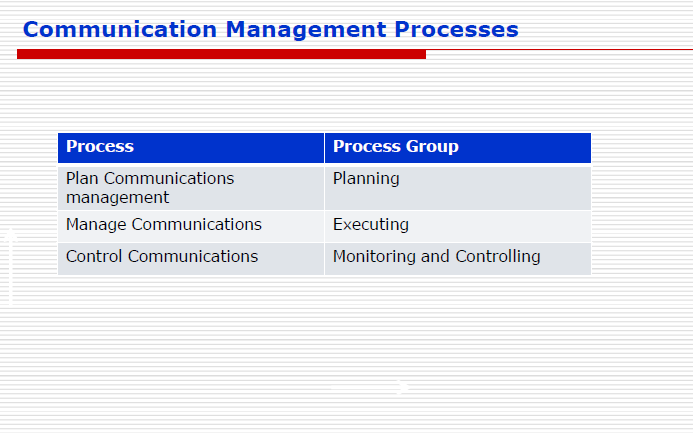 Communication Management Processes
Process Process Group
Plan Communications Planning
management
Manage Communications Executing
Control Communications Monitoring and Controlling